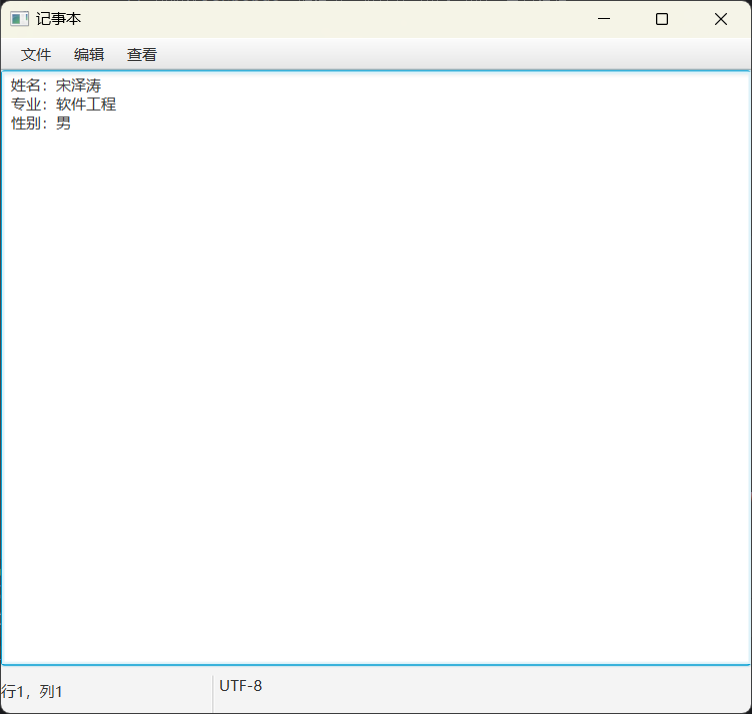 记事本
文件 编辑 查看
姓名：宋泽涛
专业：软件工程
性别：男
行1，列1
UTF-8